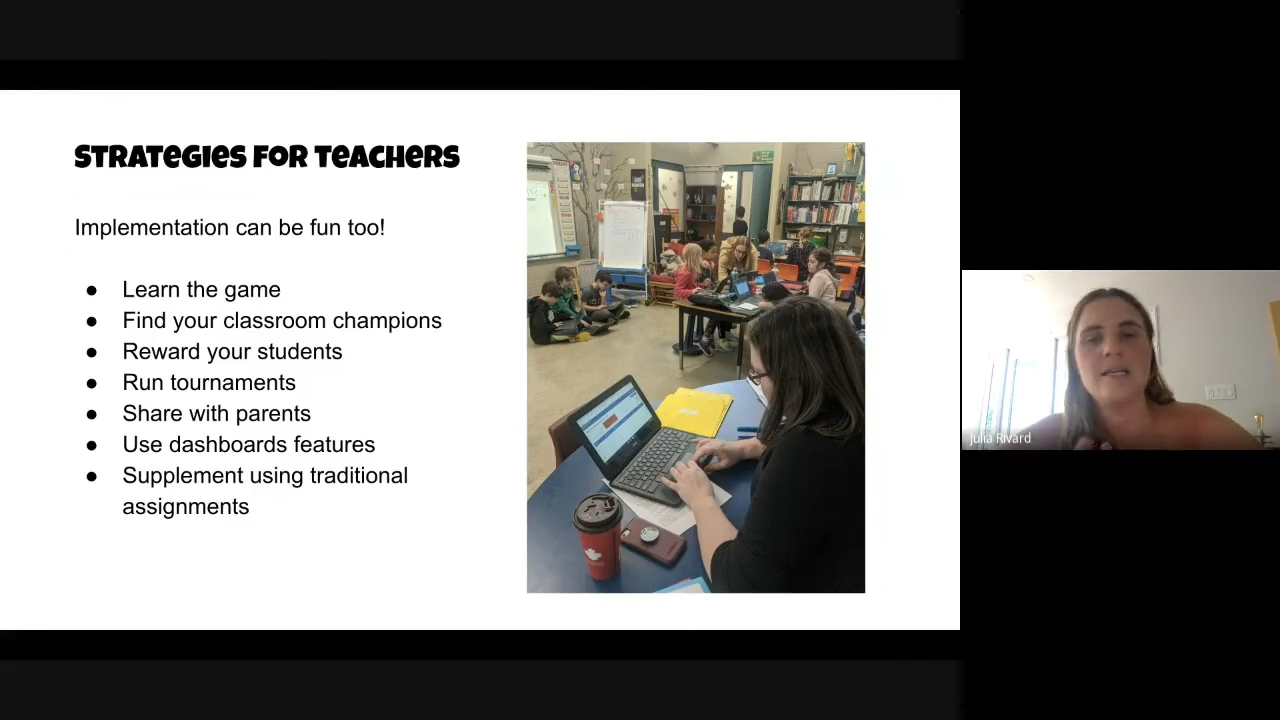 Strategies for Teachers
Implementation can be fun too!
● Learn the game
● Find your classroom champions
● Reward your students
● Run tournaments
● Share with parents
● Use dashboards features
● Supplement using traditional
assignments
Julia Rivard